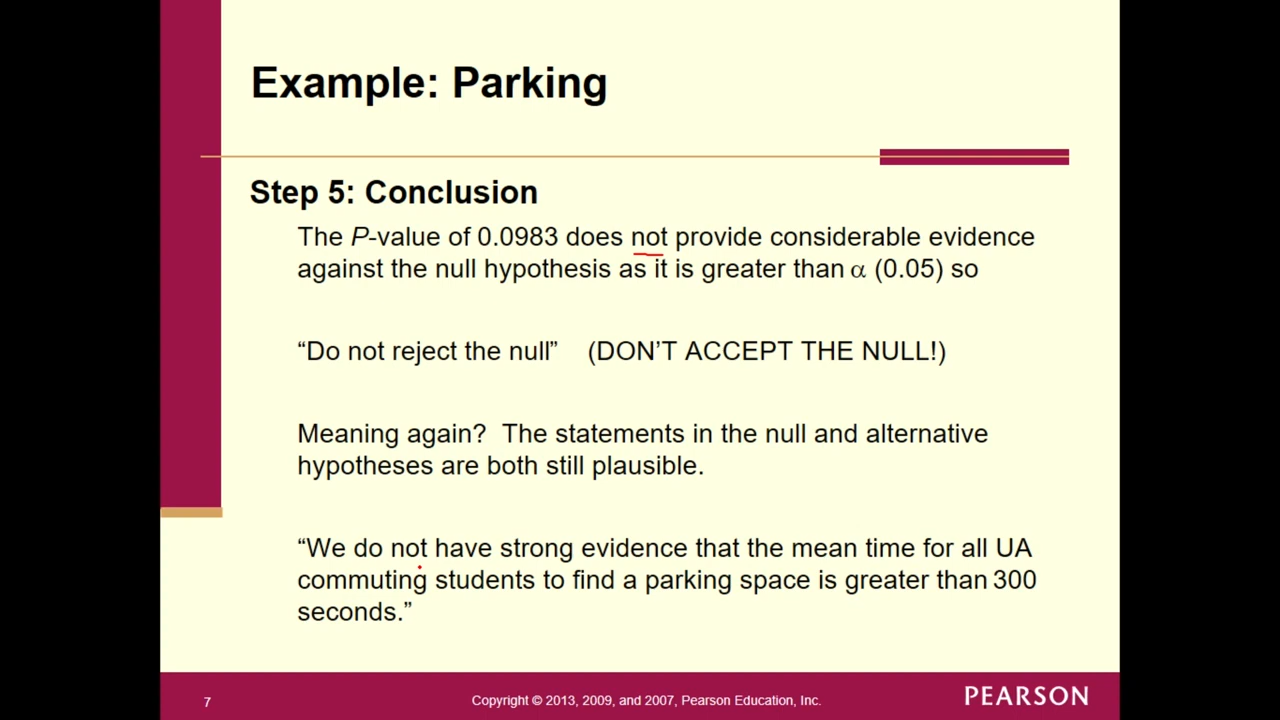 Example: Parking
Step 5: Conclusion
The P-value of 0.0983 does not provide considerable evidence
against the null hypothesis as it is greater than α (0.05) so
“Do not reject the null” (DON’T ACCEPT THE NULL!)
Meaning again? The statements in the null and alternative
hypotheses are both still plausible.
“We do not have strong evidence that the mean time for all UA
commuting students to find a parking space is greater than 300
seconds.”
7
Copyright © 2013, 2009, and 2007, Pearson Education, Inc.
PEARSON